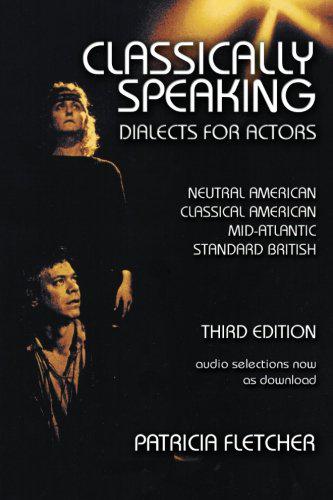 CLASSICALLY
SPEAKING
DIALECTS FOR ACTORS
NEUTRAL AMERICAN
CLASSICAL AMERICAN
MID-ATLANTIC
STANDARD BRITISH
THIRD EDITION
audio selections now
as download
PATRICIA FLETCHER